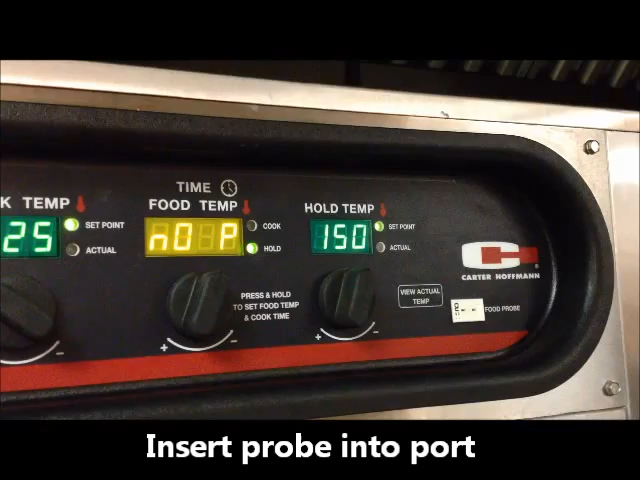 TIME
K TEMP
FOOD TEMP
HOLD TEMP
25
SET POINT
ACTUAL
nO P
COOK
HOLD
150
SET POINT
ACTUAL
CARTER HOFFMANN
PRESS & HOLD
TO SET FOOD TEMP
& COOK TIME
VIEW ACTUAL
TEMP
FOOD PROBE
- + - + -
Insert probe into port